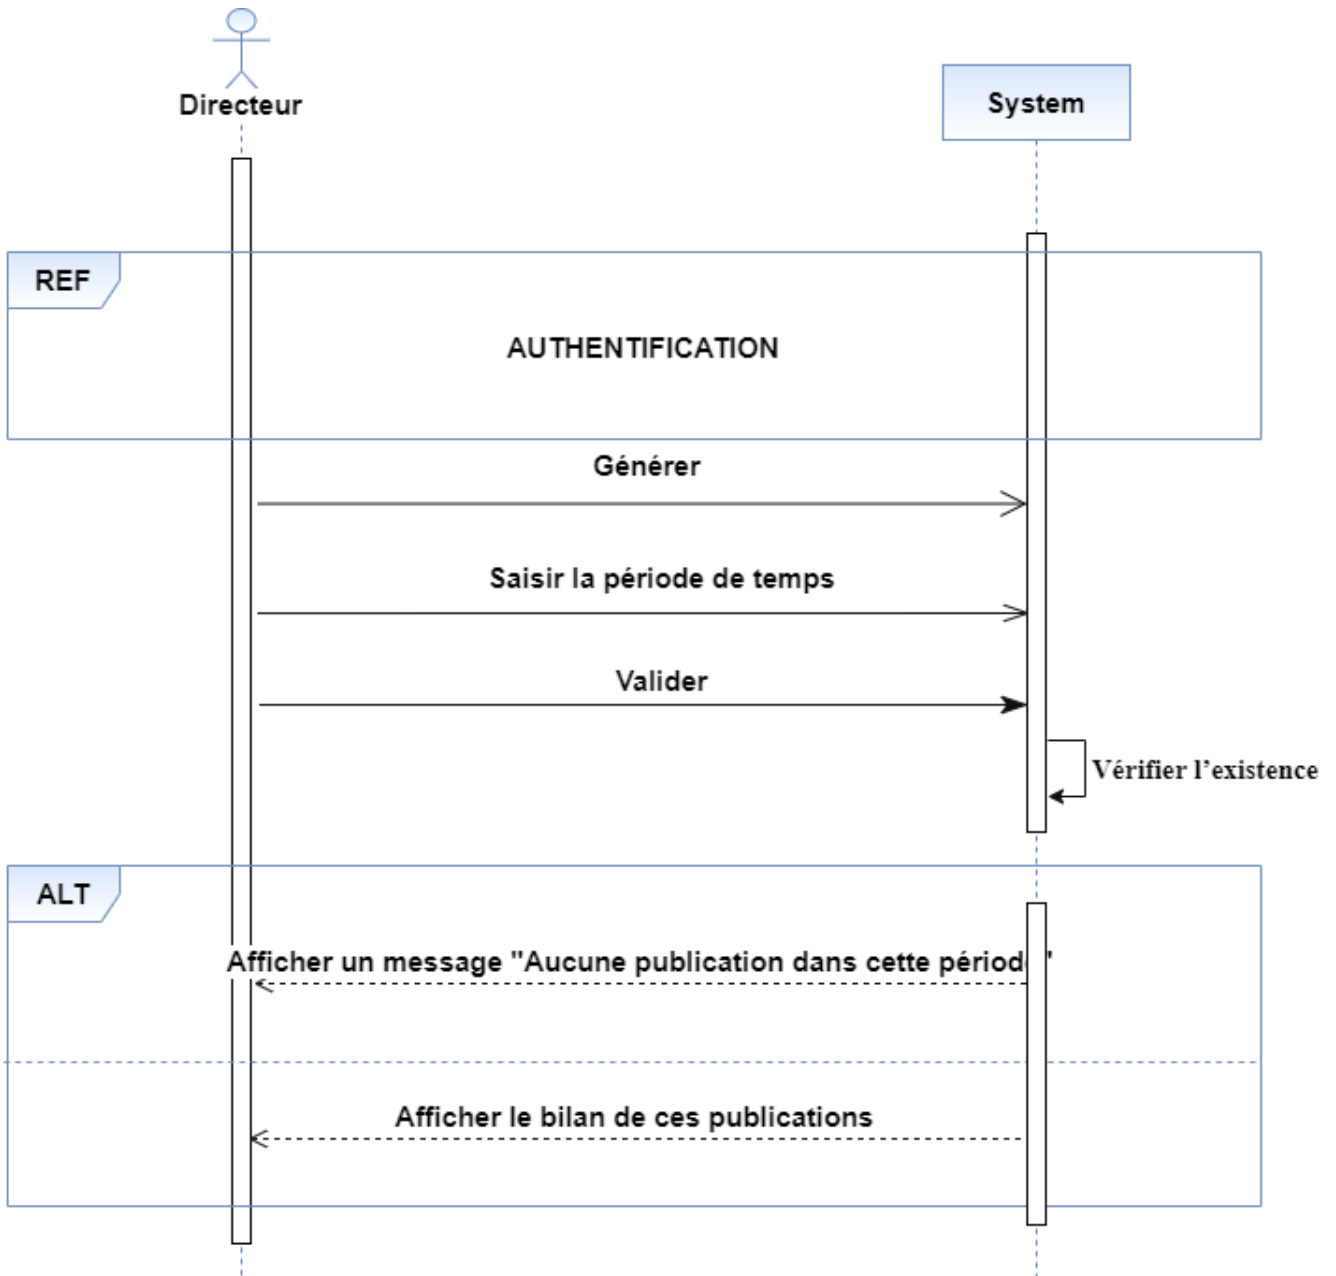 Directeur
System
REF
AUTHENTIFICATION
Générer
Saisir la période de temps
Valider
Vérifier l’existence
ALT
Afficher un message "Aucune publication dans cette période"
Afficher le bilan de ces publications